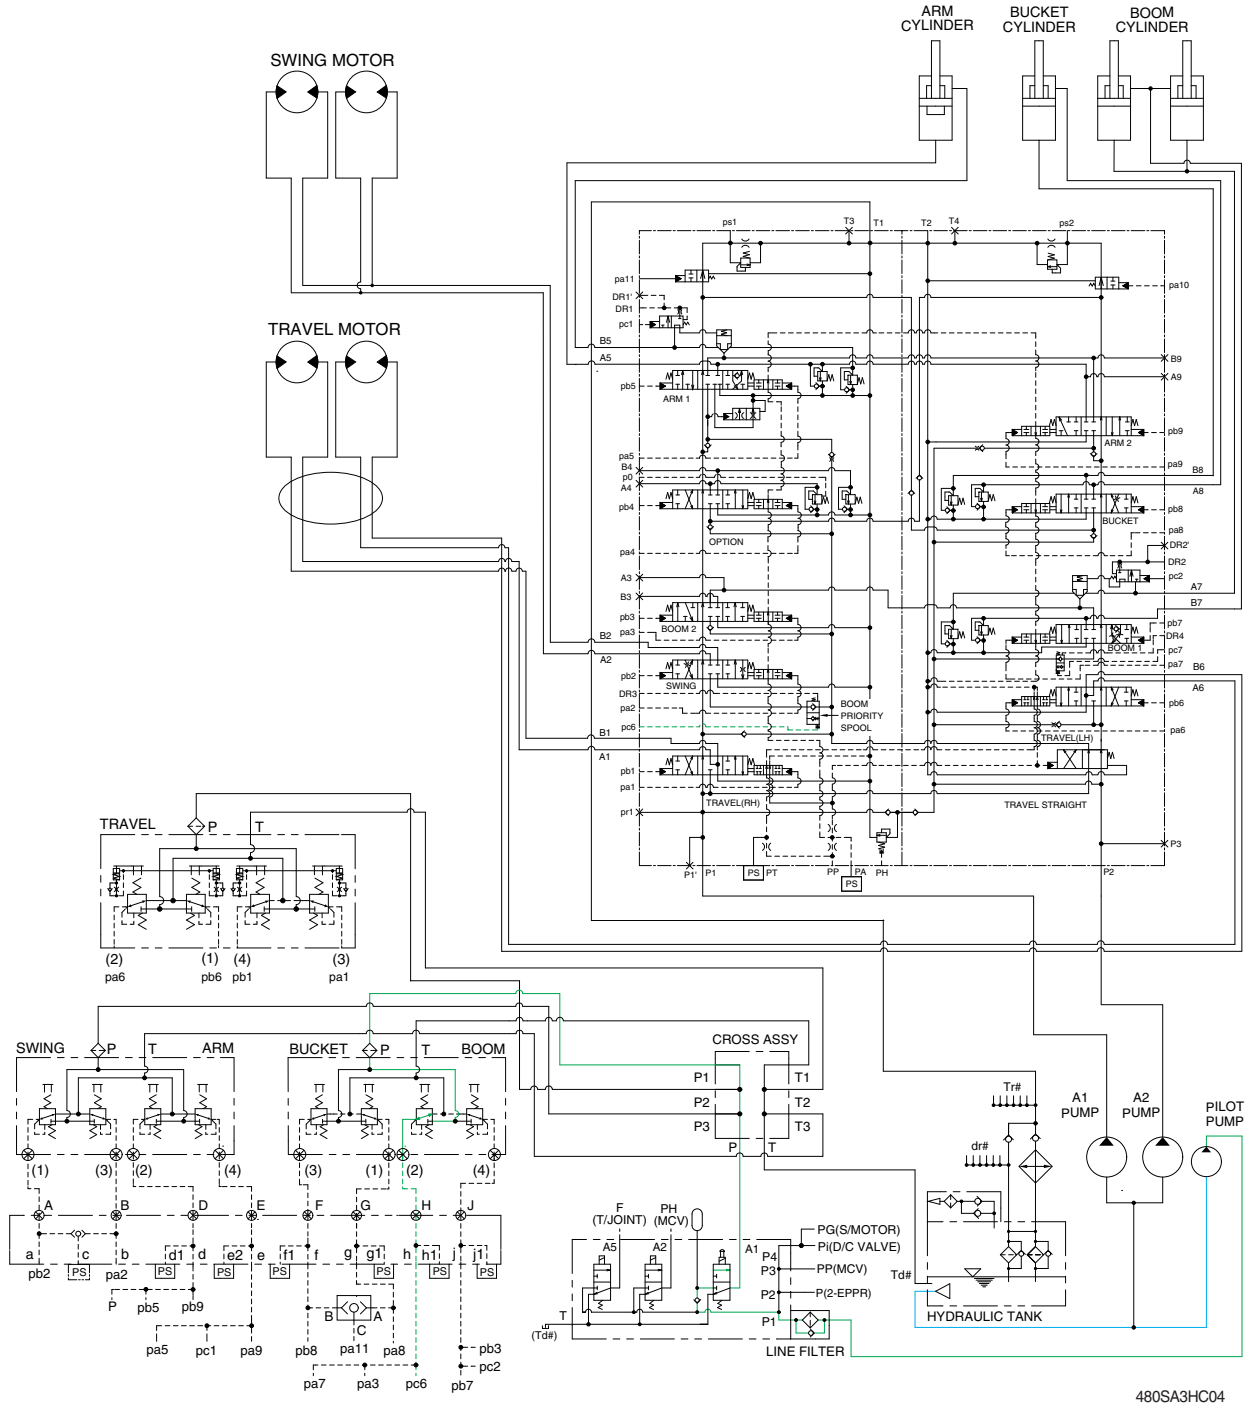 ARM
CYLINDER
BUCKET
CYLINDER
BOOM
CYLINDER
SWING MOTOR
TRAVEL MOTOR
ps1
T3
T1
T2
T4
ps2
pa11
pa10
DR1'
DR1
pc1
B5
A5
B9
A9
pb5
ARM 1
pb9
ARM 2
pa5
B4
p0
A4
pa9
B8
A8
pb4
OPTION
pb8
BUCKET
pa4
pa8
DR2'
DR2
A3
pc2
A7
B3
B7
pb3
BOOM 2
pa3
pb7
DR4
BOOM 1
pc7
B2
pa7
A2
B6
pb2
SWING
A6
DR3
pa2
BOOM
PRIORITY
SPOOL
pb6
pc6
pa6
B1
TRAVEL(LH)
A1
pb1
pa1
TRAVEL(RH)
TRAVEL STRAIGHT
pr1
P3
P1'
P1
PS
PT
PP
PA
PS
PH
P2
TRAVEL
P
T
(2)
(1)
(4)
(3)
pa6
pb6
pb1
pa1
SWING
P
T
ARM
BUCKET
P
T
BOOM
CROSS ASSY
P1
T1
P2
T2
P3
T3
P
T
(1)
(3)
(2)
(4)
(3)
(1)
(2)
(4)
A
B
D
E
F
G
H
J
a
c
b
d1
d
e2
e
f1
f
g
g1
h
h1
j
j1
pb2
PS
pa2
PS
PS
PS
PS
PS
PS
P
pb5
pb9
B
A
C
pa5
pc1
pa9
pb8
pa11
pa8
pb3
pc2
pa7
pa3
pc6
pb7
F
(T/JOINT)
PH
(MCV)
A5
A2
A1
PG(S/MOTOR)
Pi(D/C VALVE)
P4
P3
PP(MCV)
P2
P(2-EPPR)
P1
T
(Td#)
LINE FILTER
Tr#
dr#
Td#
HYDRAULIC TANK
A1
PUMP
A2
PUMP
PILOT
PUMP
480SA3HC04